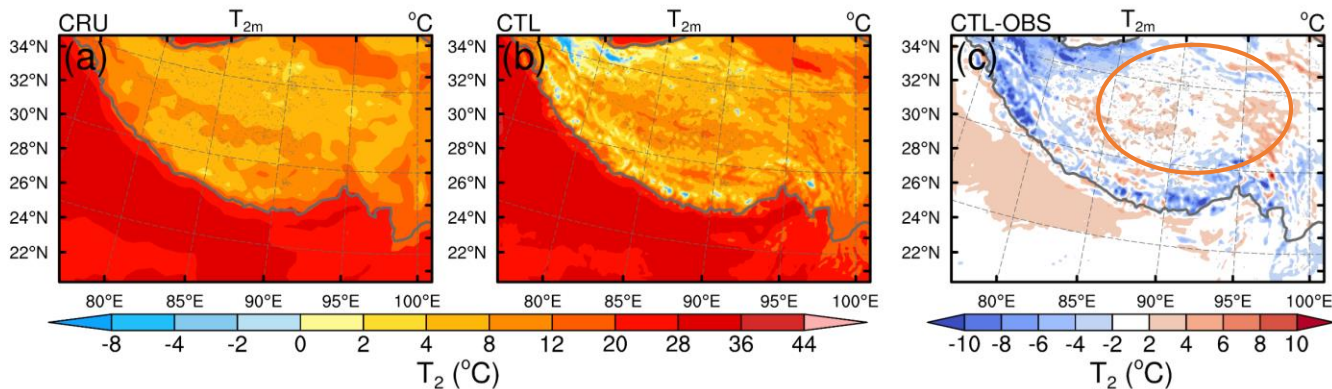 CRU T2m °C
CTL T2m °C
CTL-OBS T2m °C
(a)
(b)
(c)
34°N
32°N
30°N
28°N
26°N
24°N
22°N
80°E 85°E 90°E 95°E 100°E
34°N
32°N
30°N
28°N
26°N
24°N
22°N
80°E 85°E 90°E 95°E 100°E
34°N
32°N
30°N
28°N
26°N
24°N
22°N
80°E 85°E 90°E 95°E 100°E
-8 -4 -2 0 2 4 8 12 20 28 36 44
T2 (°C)
-10 -8 -6 -4 -2 2 4 6 8 10
T2 (°C)